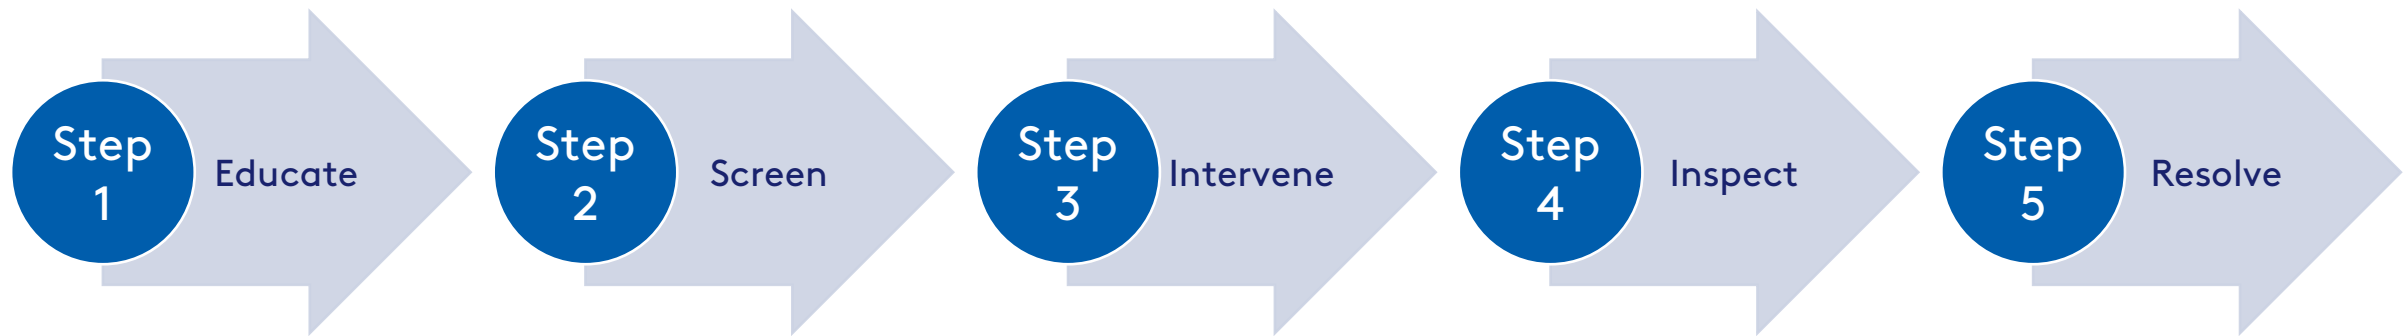 Step
1
Educate
Step
2
Screen
Step
3
Intervene
Step
4
Inspect
Step
5
Resolve